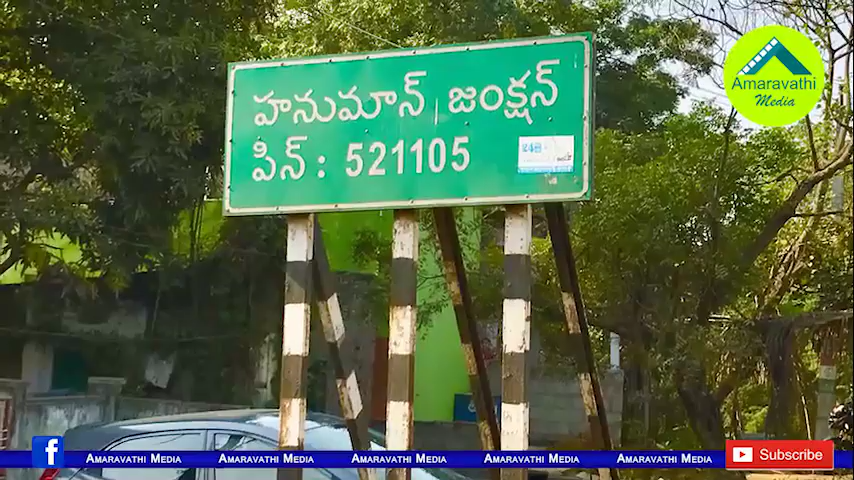 హనుమాన్ జంక్షన్
పిన్ : 521105
Amaravathi
Media
Amaravathi Media Amaravathi Media Amaravathi Media Amaravathi Media Amaravathi Media
Subscribe